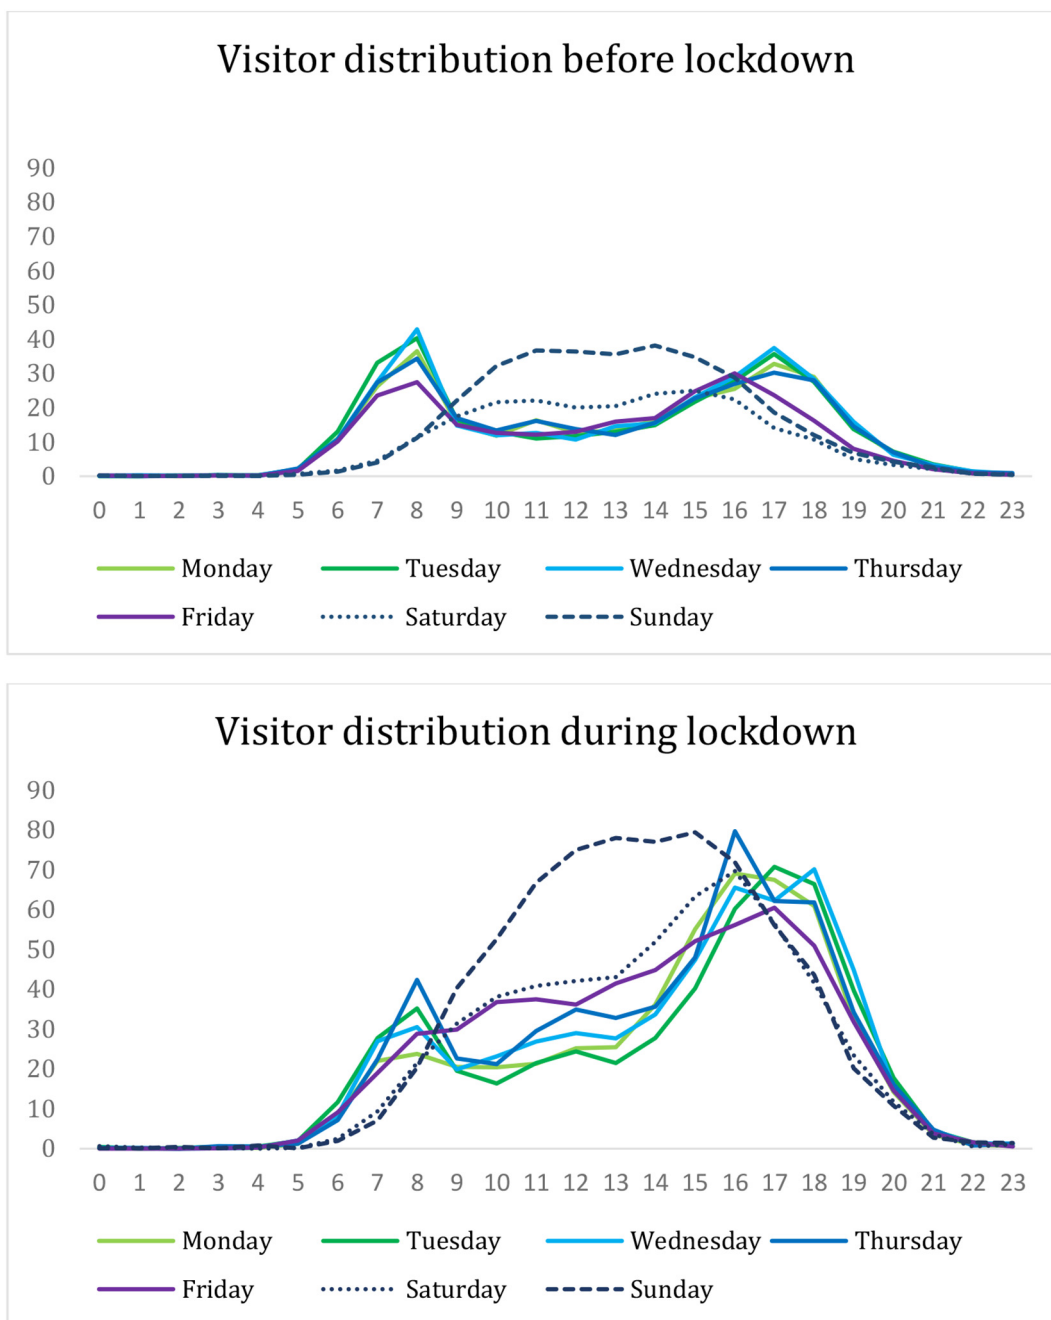 Visitor distribution before lockdown
90
80
70
60
50
40
30
20
10
0
0 1 2 3 4 5 6 7 8 9 10 11 12 13 14 15 16 17 18 19 20 21 22 23
Monday Tuesday Wednesday Thursday
Friday Saturday Sunday
Visitor distribution during lockdown
90
80
70
60
50
40
30
20
10
0
0 1 2 3 4 5 6 7 8 9 10 11 12 13 14 15 16 17 18 19 20 21 22 23
Monday Tuesday Wednesday Thursday
Friday Saturday Sunday